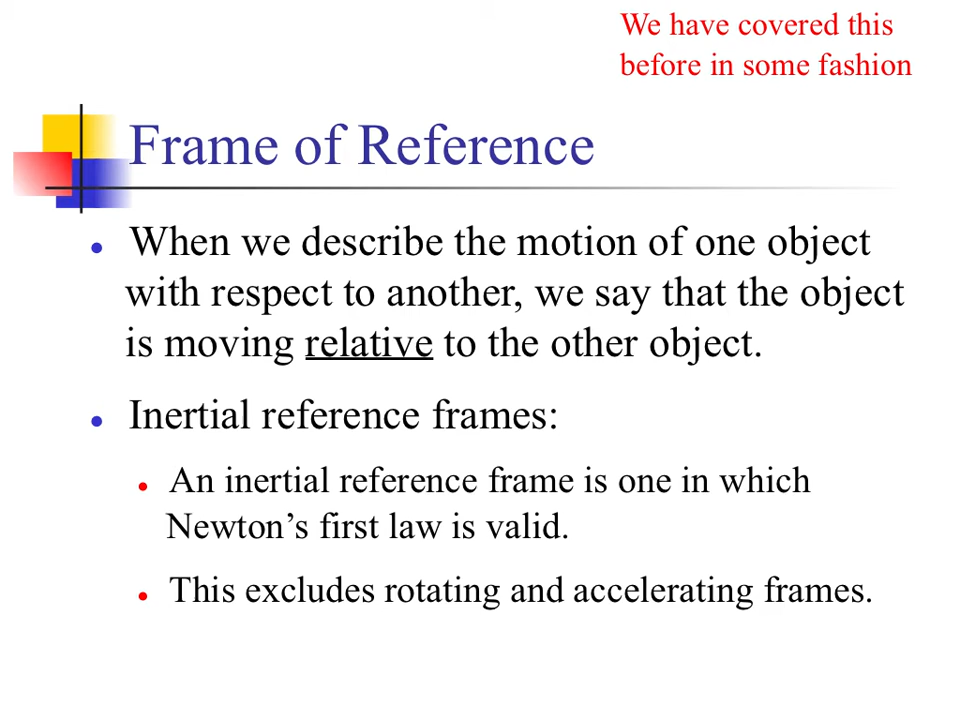 We have covered this
before in some fashion
Frame of Reference
● When we describe the motion of one object
with respect to another, we say that the object
is moving relative to the other object.
● Inertial reference frames:
● An inertial reference frame is one in which
Newton’s first law is valid.
● This excludes rotating and accelerating frames.